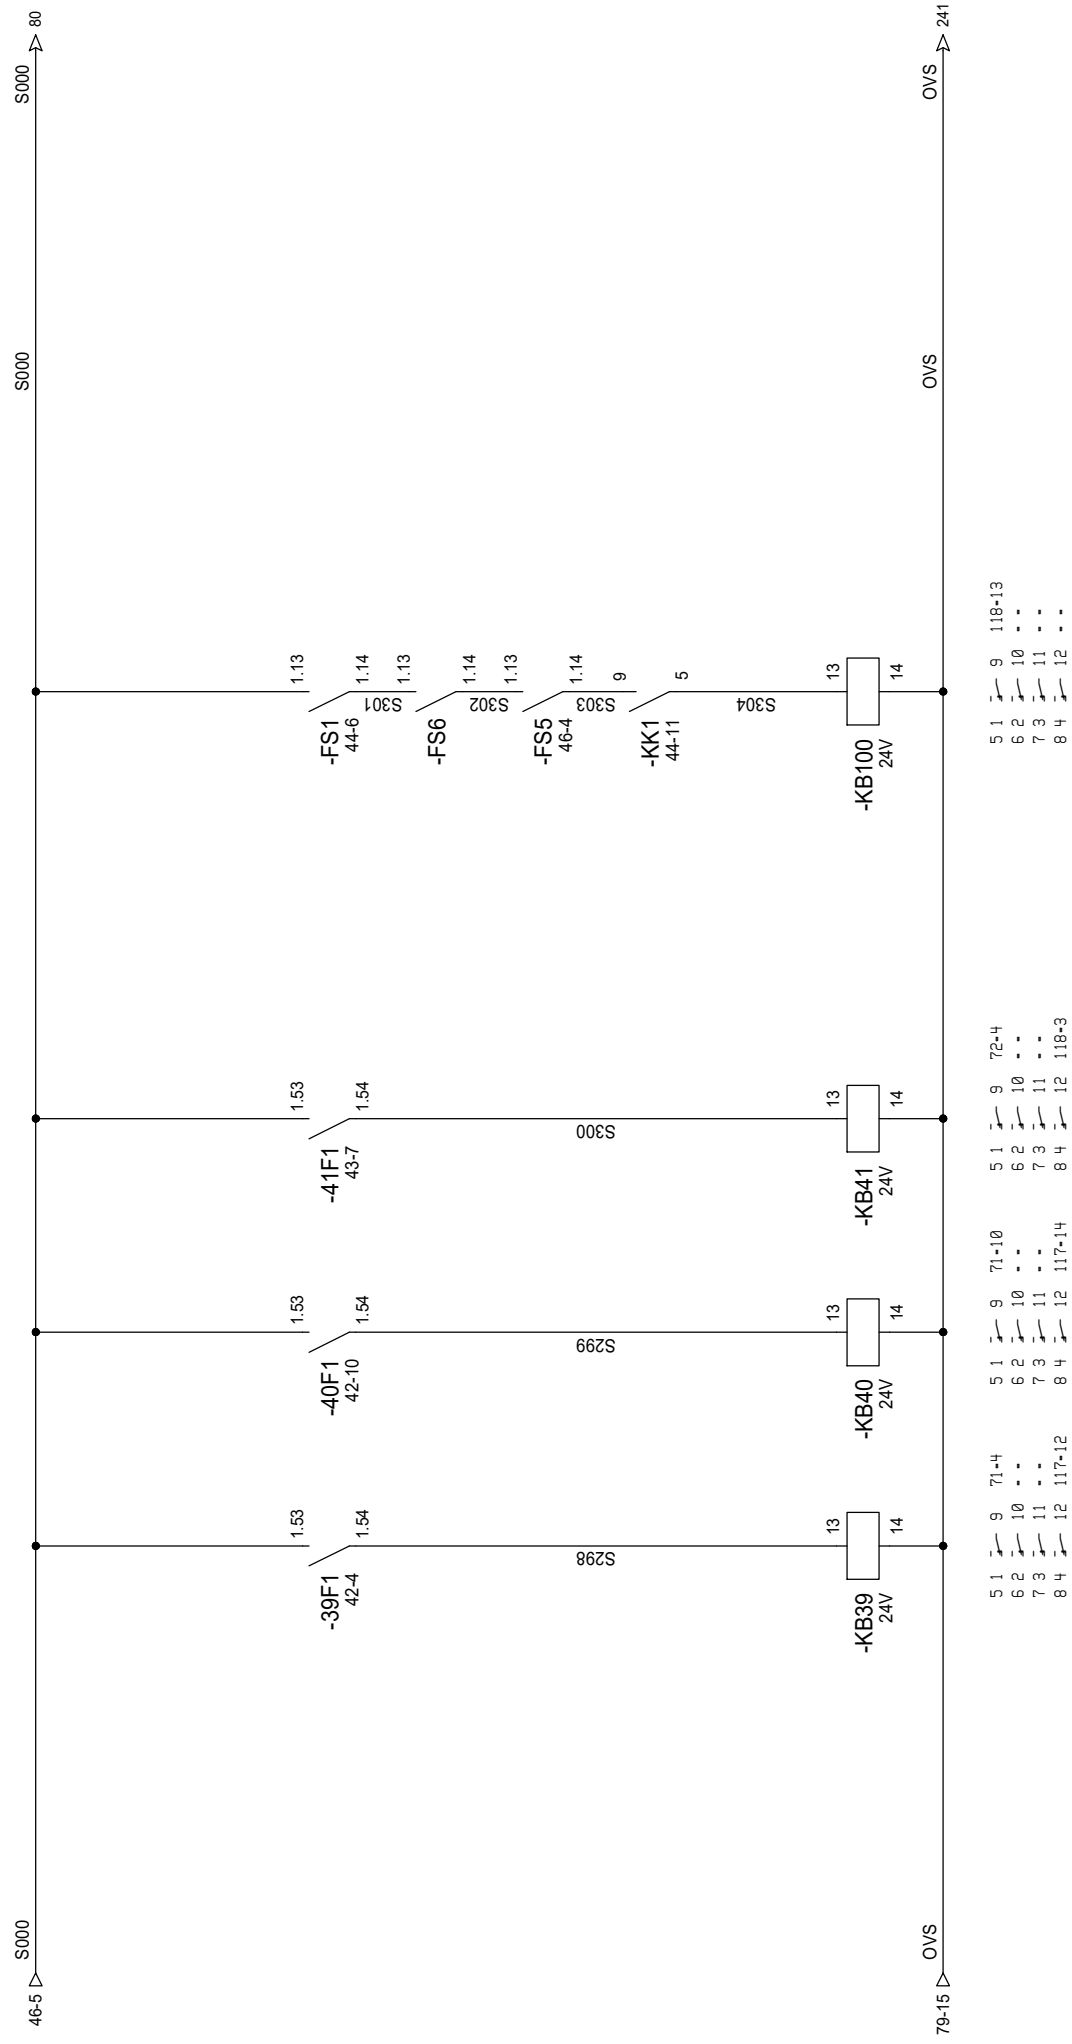 46-5
S000
S000
S000
80
-39F1
42-4
1.53
1.54
S298
-KB39
24V
13
14
-40F1
42-10
1.53
1.54
S299
-KB40
24V
13
14
-41F1
43-7
1.53
1.54
S300
-KB41
24V
13
14
-FS1
44-6
1.13
1.14
S301
-FS6
1.13
1.14
S302
-FS5
46-4
1.13
1.14
S303
-KK1
44-11
9
5
S304
-KB100
24V
13
14
79-15
OVS
OVS
OVS
241
5 1 9 71-4
6 2 10 . .
7 3 11 . .
8 4 12 117-12
5 1 9 71-10
6 2 10 . .
7 3 11 . .
8 4 12 117-14
5 1 9 72-4
6 2 10 . .
7 3 11 . .
8 4 12 118-3
5 1 9 118-13
6 2 10 . .
7 3 11 . .
8 4 12 . .